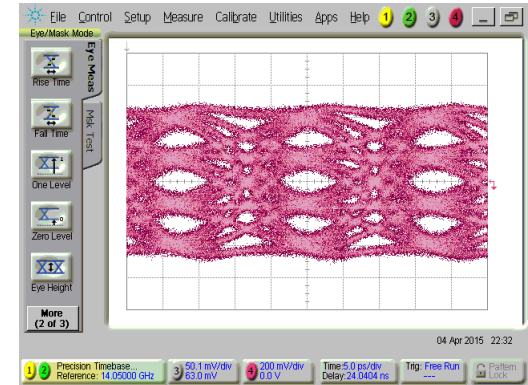 File Control Setup Measure Calibrate Utilities Apps Help 1 2 3 4
Eye/Mask Mode
Eye Meas
Msk Test
Rise Time
Fall Time
One Level
Zero Level
Eye Height
More
(2 of 3)
04 Apr 2015 22:32
1 2 Precision Timebase...
Reference: 14.05000 GHz
3 50.1 mV/div
63.0 mV
4 200 mV/div
0.0 V
Time:5.0 ps/div
Delay:24.0404 ns
Trig: Free Run
---
Pattern
Lock